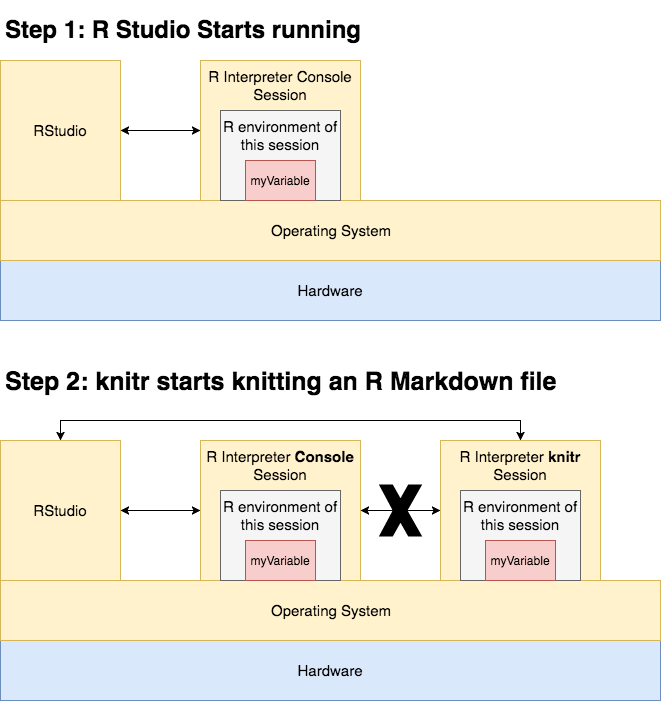 Step 1: R Studio Starts running
RStudio
R Interpreter Console
Session
R environment of
this session
myVariable
Operating System
Hardware
Step 2: knitr starts knitting an R Markdown file
RStudio
R Interpreter Console
Session
R environment of
this session
myVariable
X
R Interpreter knitr
Session
R environment of
this session
myVariable
Operating System
Hardware